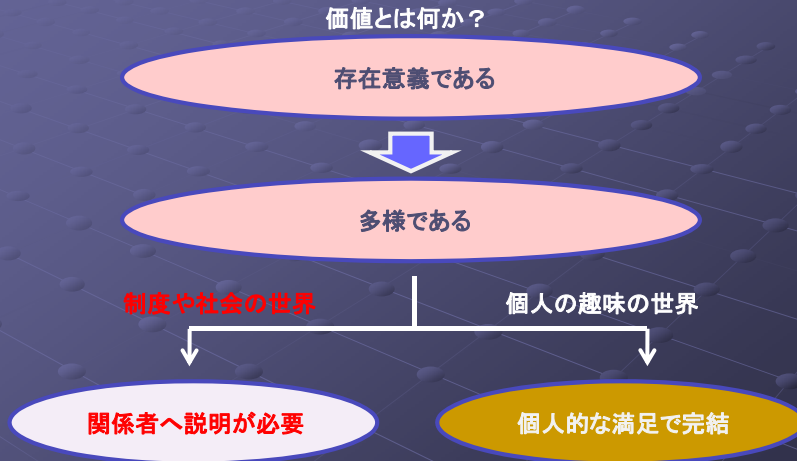 価値とは何か？
存在意義である
多様である
制度や社会の世界
個人の趣味の世界
関係者へ説明が必要
個人的な満足で完結